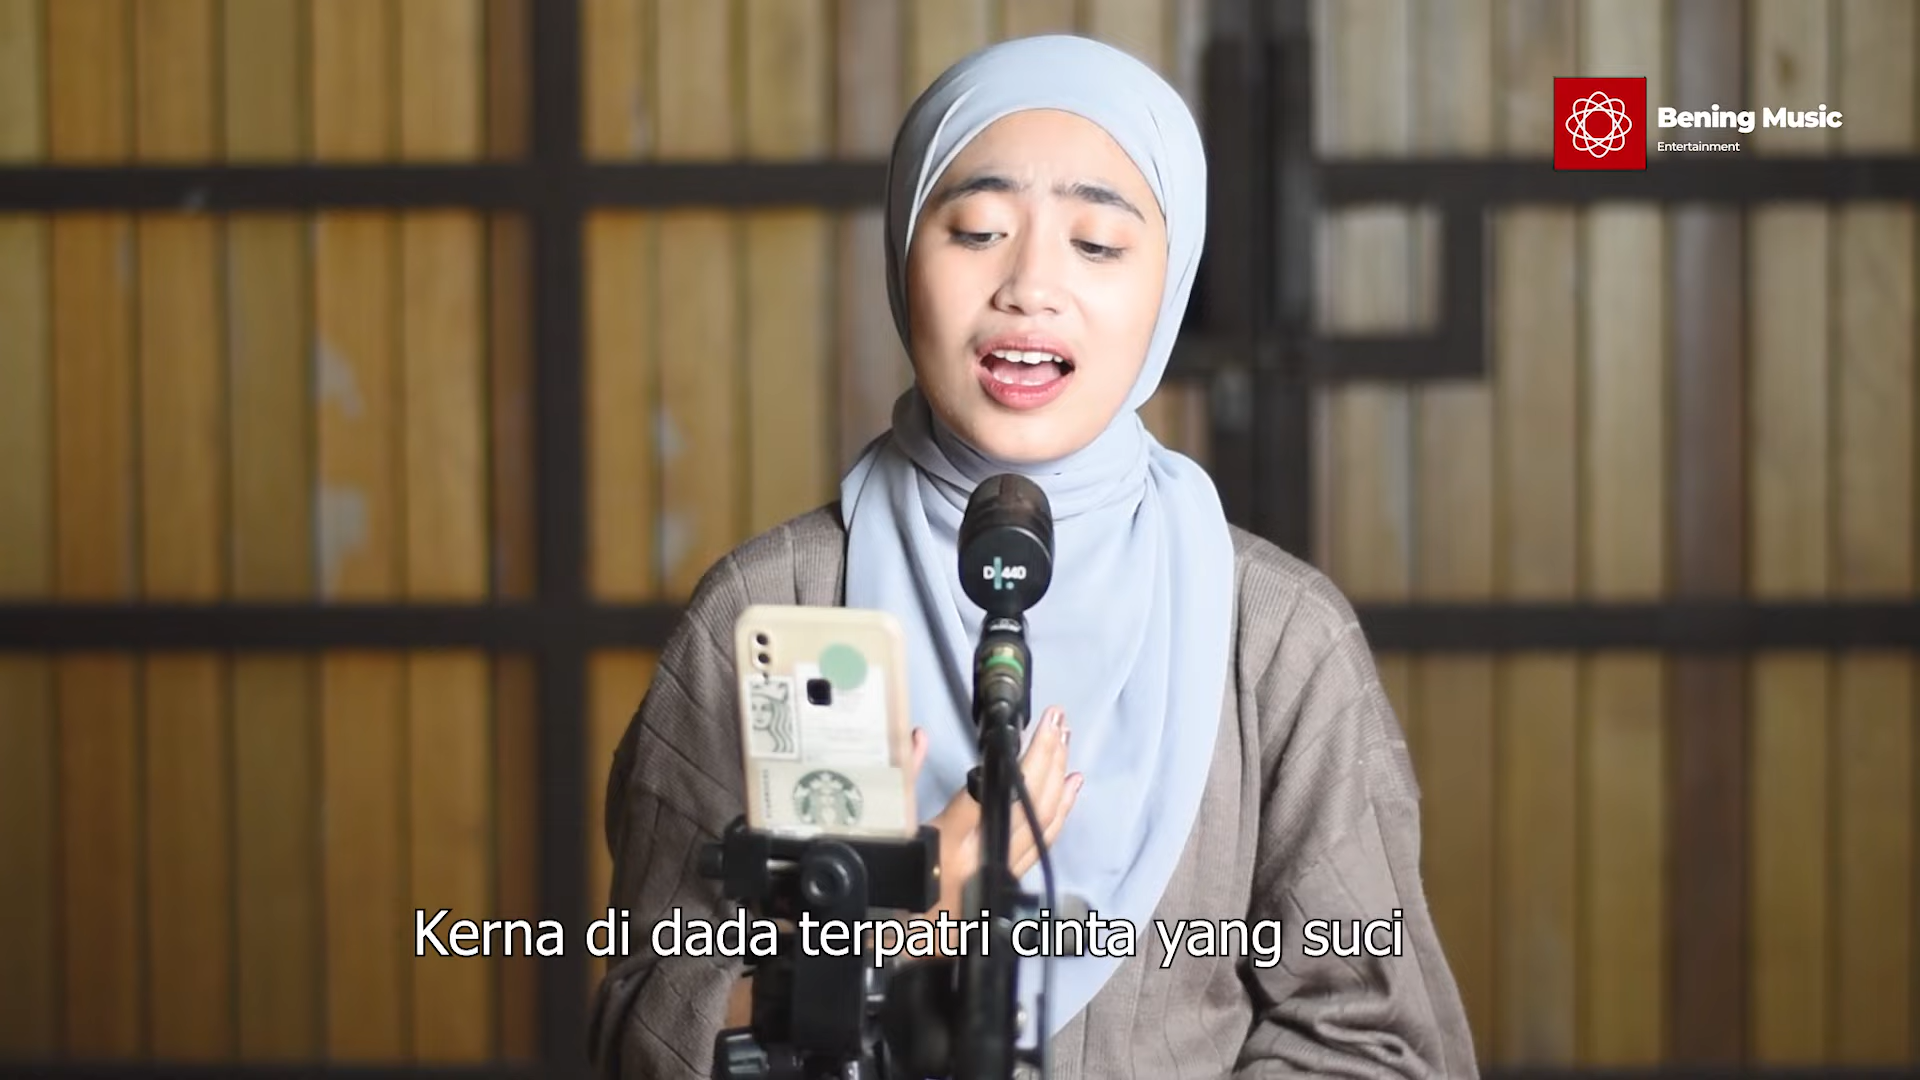 Bening Music
Entertainment
D 440
Kerna di dada terpatri cinta yang suci